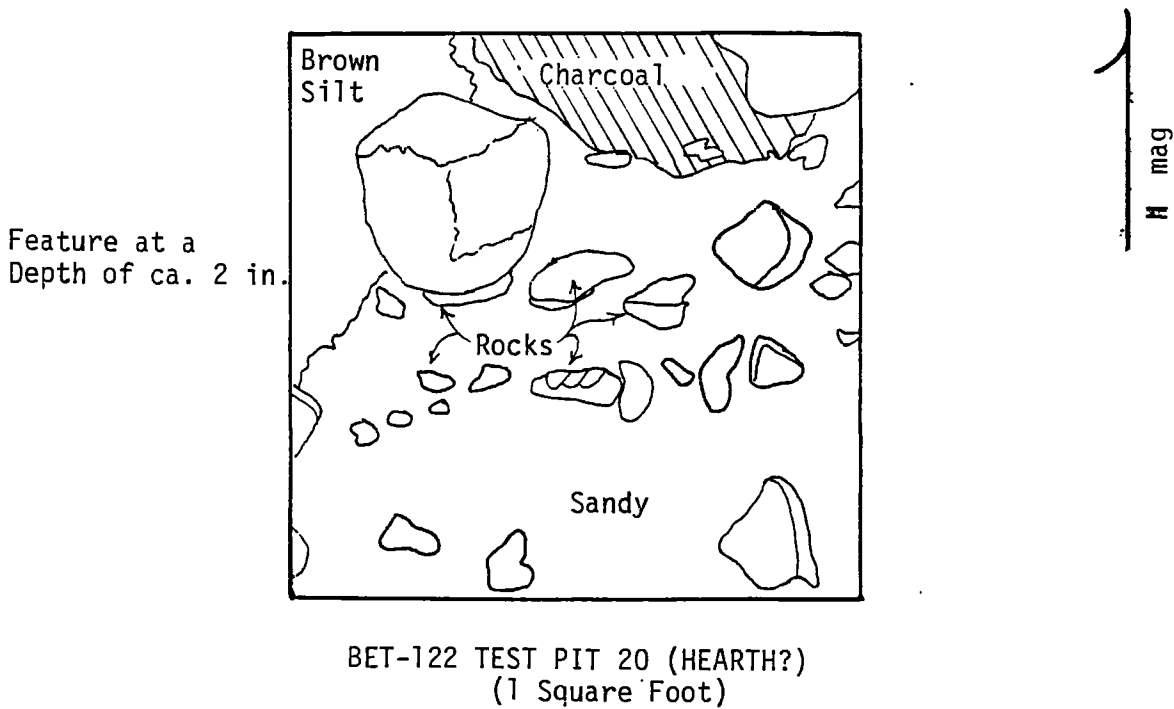 Brown
Silt
Charcoal
Feature at a
Depth of ca. 2 in.
Rocks
Sandy
M mag
BET-122 TEST PIT 20 (HEARTH?)
(1 Square Foot)